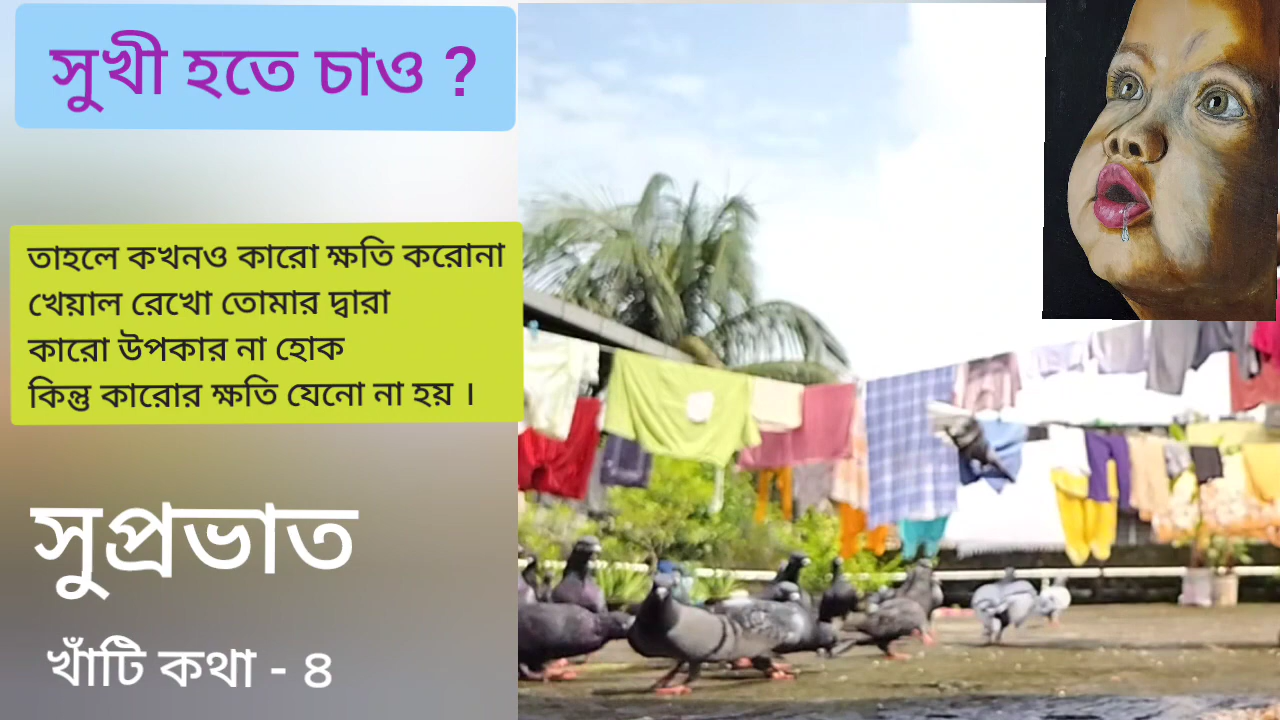 সুখী হতে চাও ?
তাহলে কখনও কারো ক্ষতি করোনা
খেয়াল রেখো তোমার দ্বারা
কারো উপকার না হোক
কিন্তু কারোর ক্ষতি যেনো না হয় ।
সুপ্রভাত
খাঁটি কথা - ৪